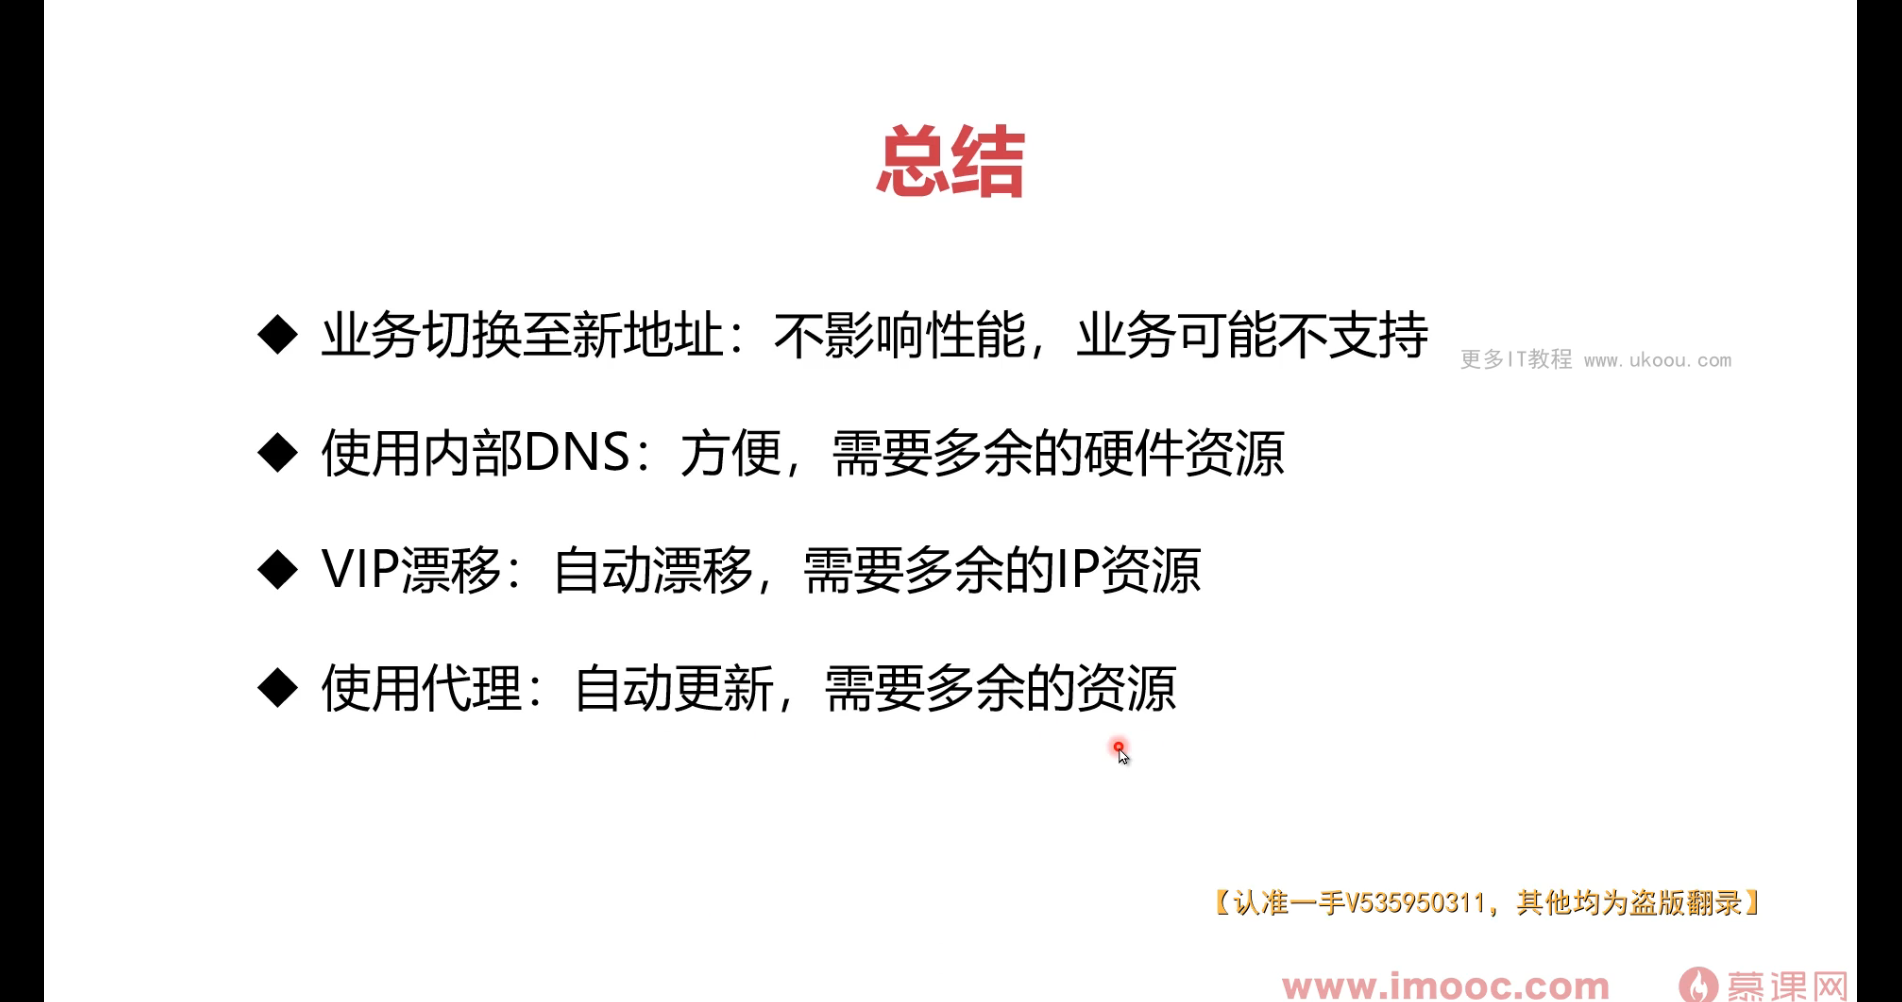 总结
◆ 业务切换至新地址：不影响性能，业务可能不支持
更多IT教程 www.ukoou.com
◆ 使用内部DNS：方便，需要多余的硬件资源
◆ VIP漂移：自动漂移，需要多余的IP资源
◆ 使用代理：自动更新，需要多余的资源
【认准一手V535950311，其他均为盗版翻录】
www.imooc.com 慕课网